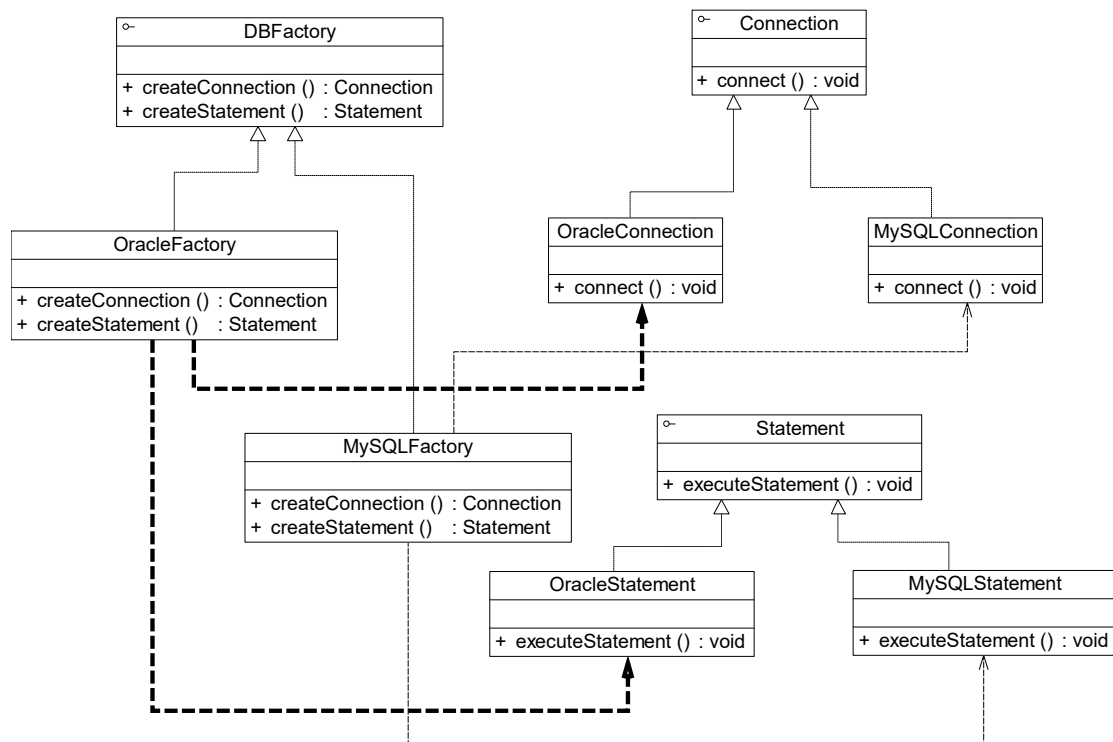 DBFactory
+ createConnection () : Connection
+ createStatement () : Statement
Connection
+ connect () : void
OracleFactory
+ createConnection () : Connection
+ createStatement () : Statement
OracleConnection
+ connect () : void
MySQLConnection
+ connect () : void
MySQLFactory
+ createConnection () : Connection
+ createStatement () : Statement
Statement
+ executeStatement () : void
OracleStatement
+ executeStatement () : void
MySQLStatement
+ executeStatement () : void